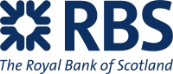 RBS
The Royal Bank of Scotland